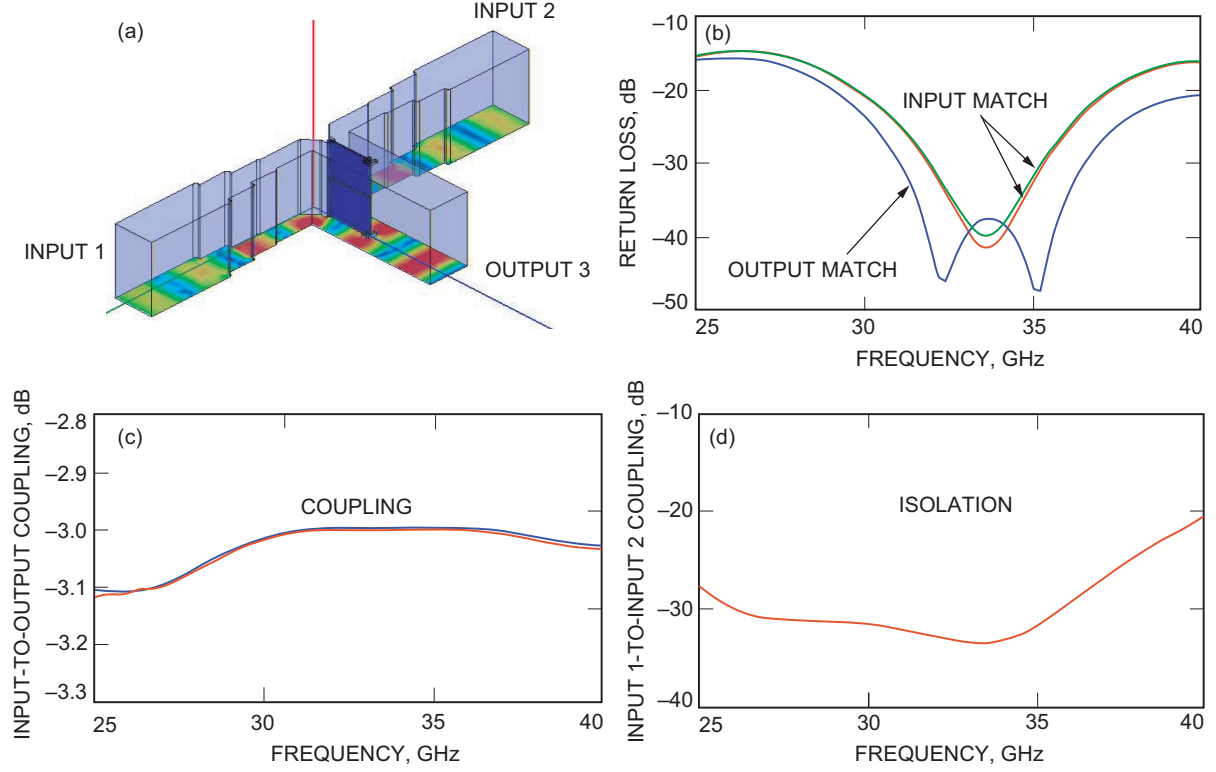 (a)
INPUT 2
INPUT 1
OUTPUT 3
(b)
RETURN LOSS, dB
–10
–20
–30
–40
–50
INPUT MATCH
OUTPUT MATCH
25
30
35
40
FREQUENCY, GHz
(c)
INPUT-TO-OUTPUT COUPLING, dB
–2.8
–2.9
–3.0
–3.1
–3.2
–3.3
COUPLING
25
30
35
40
FREQUENCY, GHz
(d)
INPUT 1-TO-INPUT 2 COUPLING, dB
–10
–20
–30
–40
ISOLATION
25
30
35
40
FREQUENCY, GHz